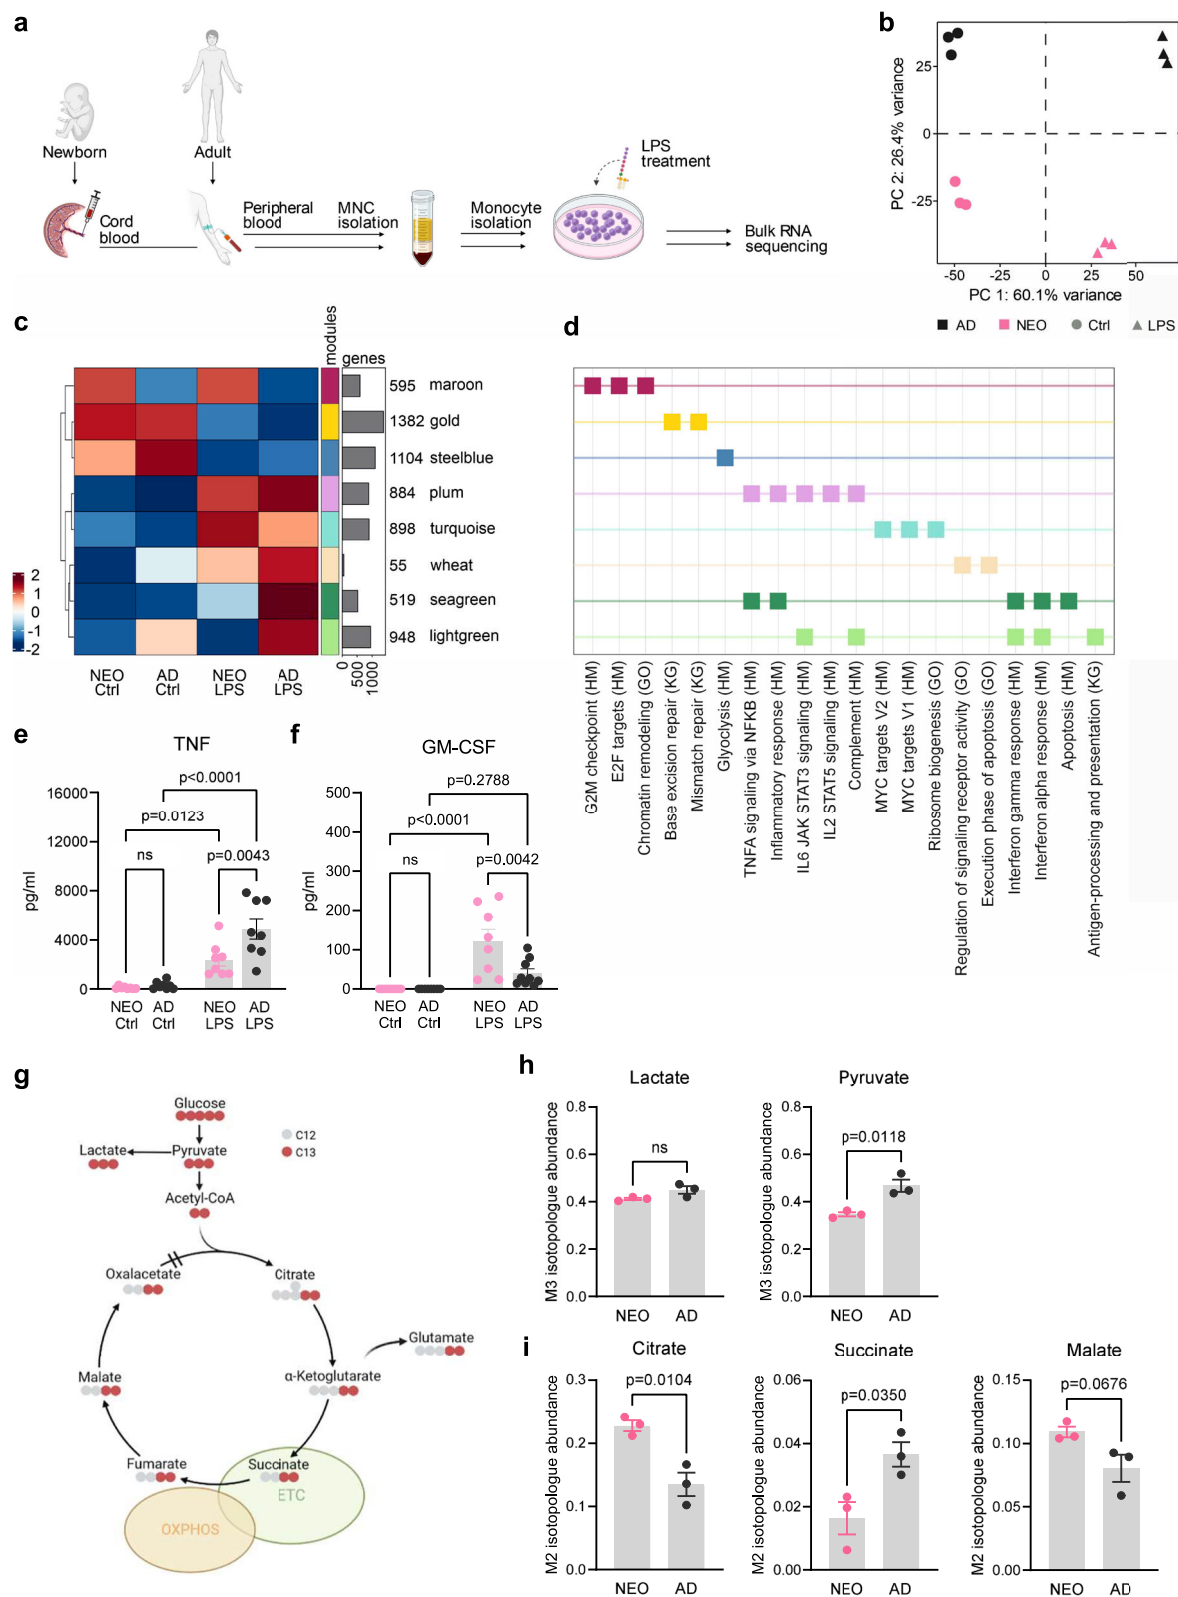 a
Newborn
Adult
Cord
blood
Peripheral
blood
MNC
isolation
Monocyte
isolation
LPS
treatment
Bulk RNA
sequencing
b
PC 2: 26.4% variance
25
0
-25
-50
-25
0
25
50
PC 1: 60.1% variance
AD
NEO
Ctrl
LPS
c
modules
genes
595 maroon
1382 gold
1104 steelblue
884 plum
898 turquoise
55 wheat
519 seagreen
948 lightgreen
2
1
0
-1
-2
NEO
Ctrl
AD
Ctrl
NEO
LPS
AD
LPS
0
500
1000
d
G2M checkpoint (HM)
E2F targets (HM)
Chromatin remodeling (GO)
Base excision repair (KG)
Mismatch repair (KG)
Glyoclysis (HM)
TNFA signaling via NFKB (HM)
Inflammatory response (HM)
IL6 JAK STAT3 signaling (HM)
IL2 STAT5 signaling (HM)
Complement (HM)
MYC targets V2 (HM)
MYC targets V1 (HM)
Ribosome biogenesis (GO)
Regulation of signaling receptor activity (GO)
Execution phase of apoptosis (GO)
Interferon gamma response (HM)
Interferon alpha response (HM)
Apoptosis (HM)
Antigen-processing and presentation (KG)
e
TNF
p<0.0001
p=0.0123
ns
p=0.0043
pg/ml
16000
12000
8000
4000
0
NEO
Ctrl
AD
Ctrl
NEO
LPS
AD
LPS
f
GM-CSF
p=0.2788
p<0.0001
ns
p=0.0042
pg/ml
500
400
300
200
100
0
NEO
Ctrl
AD
Ctrl
NEO
LPS
AD
LPS
g
Glucose
Lactate
Pyruvate
C12
C13
Acetyl-CoA
Oxalacetate
Citrate
Glutamate
Malate
α-Ketoglutarate
Fumarate
Succinate
ETC
OXPHOS
h
Lactate
M3 isotopologue abundance
0.8
0.6
0.4
0.2
0.0
ns
NEO
AD
Pyruvate
M3 isotopologue abundance
0.8
0.6
0.4
0.2
0.0
p=0.0118
NEO
AD
i
Citrate
M2 isotopologue abundance
0.3
0.2
0.1
0.0
p=0.0104
NEO
AD
Succinate
M2 isotopologue abundance
0.06
0.04
0.02
0.00
p=0.0350
NEO
AD
Malate
M2 isotopologue abundance
0.15
0.10
0.05
0.00
p=0.0676
NEO
AD